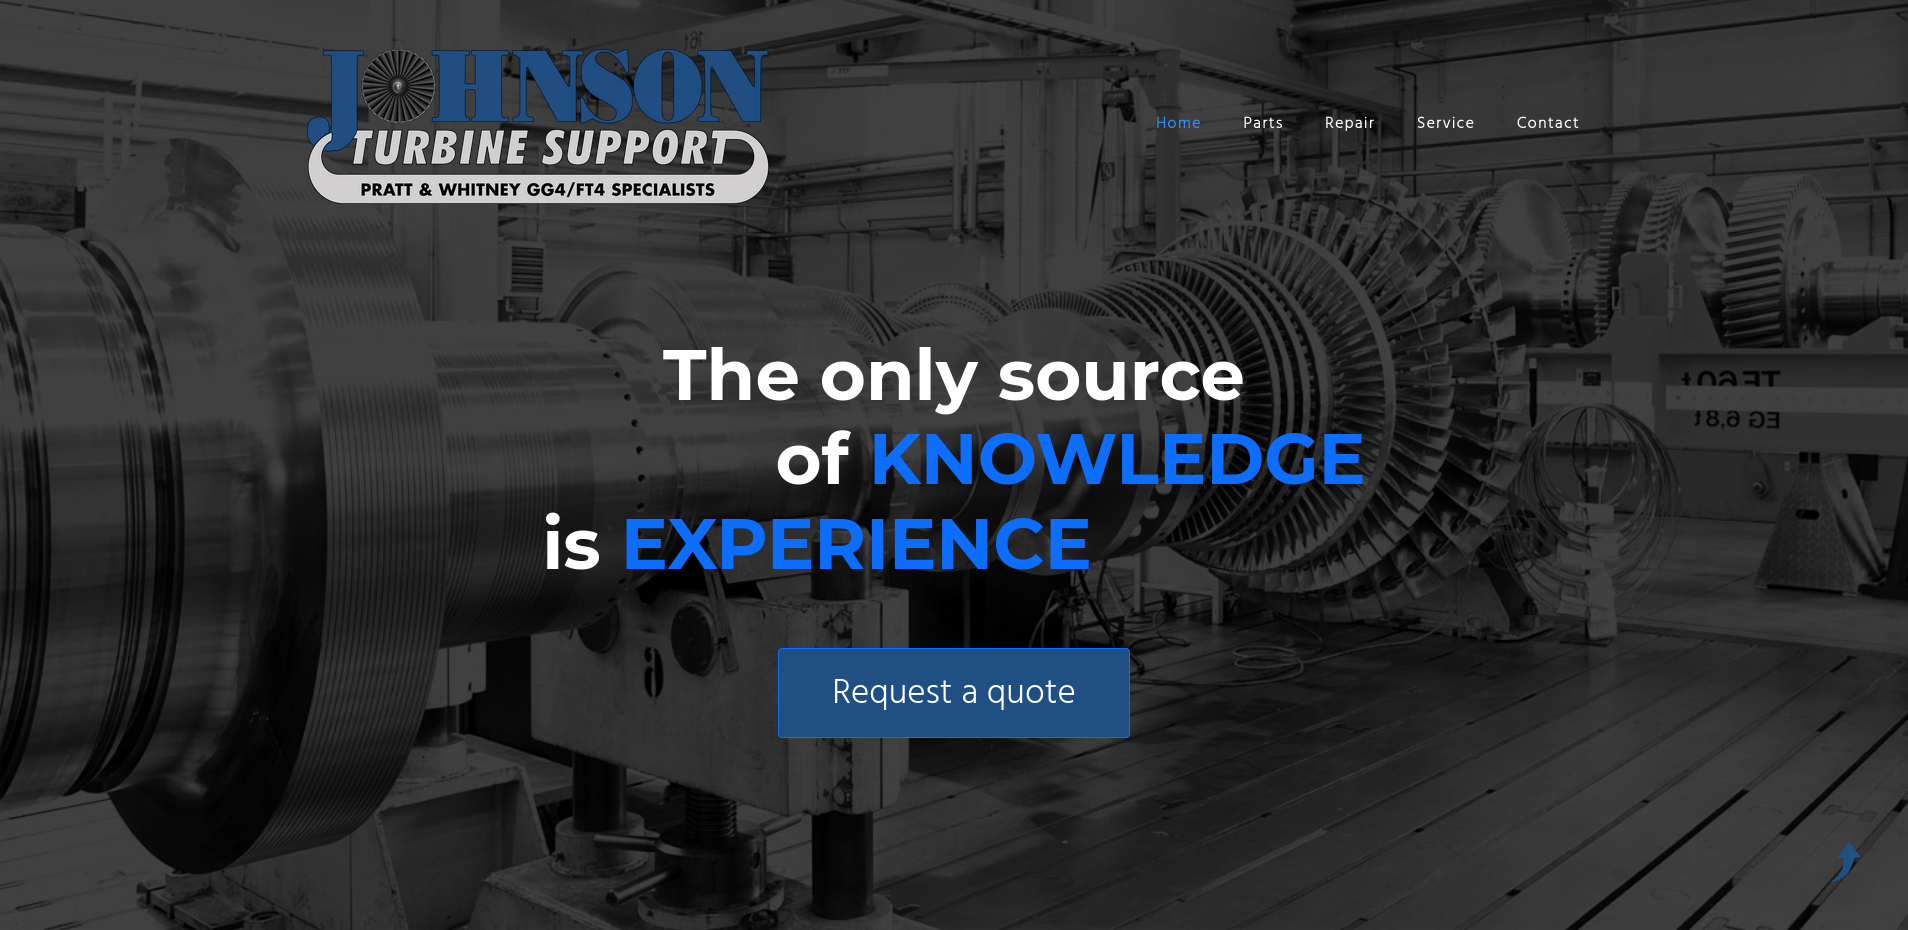 JOHNSON
TURBINE SUPPORT
PRATT & WHITNEY GG4/FT4 SPECIALISTS
Home Parts Repair Service Contact
The only source
of KNOWLEDGE
is EXPERIENCE
Request a quote